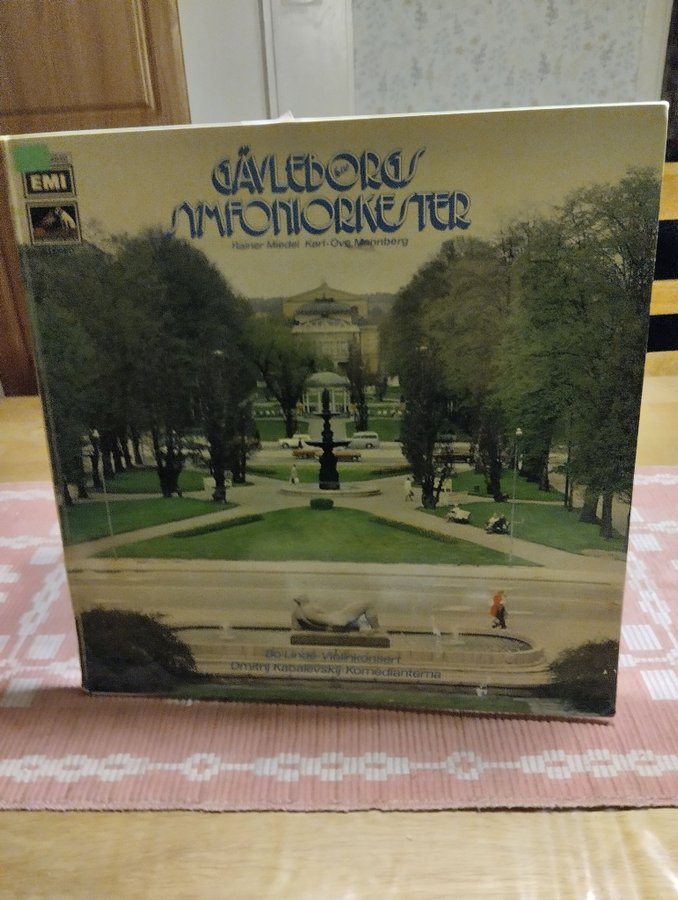 EMI
GÄVLEBORGS
SYMFONIORKESTER
Rainer Miedel Karl-Ove Mannberg
Bo Linde·Violinkonsert
Dmitrij Kabalevskij·Komedianterna